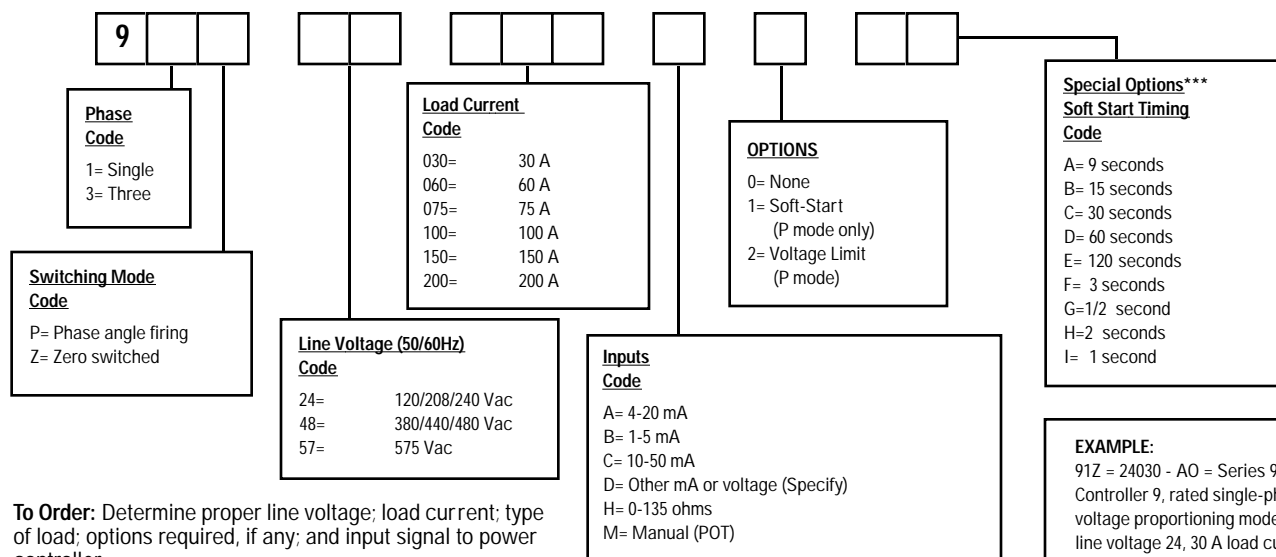 9
Phase
Code
1= Single
3= Three
Switching Mode
Code
P= Phase angle firing
Z= Zero switched
Line Voltage (50/60Hz)
Code
24= 120/208/240 Vac
48= 380/440/480 Vac
57= 575 Vac
Load Current
Code
030= 30 A
060= 60 A
075= 75 A
100= 100 A
150= 150 A
200= 200 A
Inputs
Code
A= 4-20 mA
B= 1-5 mA
C= 10-50 mA
D= Other mA or voltage (Specify)
H= 0-135 ohms
M= Manual (POT)
OPTIONS
0= None
1= Soft-Start
(P mode only)
2= Voltage Limit
(P mode)
Special Options***
Soft Start Timing
Code
A= 9 seconds
B= 15 seconds
C= 30 seconds
D= 60 seconds
E= 120 seconds
F= 3 seconds
G=1/2 second
H=2 seconds
I= 1 second
EXAMPLE:
91Z = 24030 - AO = Series 9
Controller 9, rated single-ph
voltage proportioning mode
line voltage 24, 30 A load cu
To Order: Determine proper line voltage; load current; type
of load; options required, if any; and input signal to power